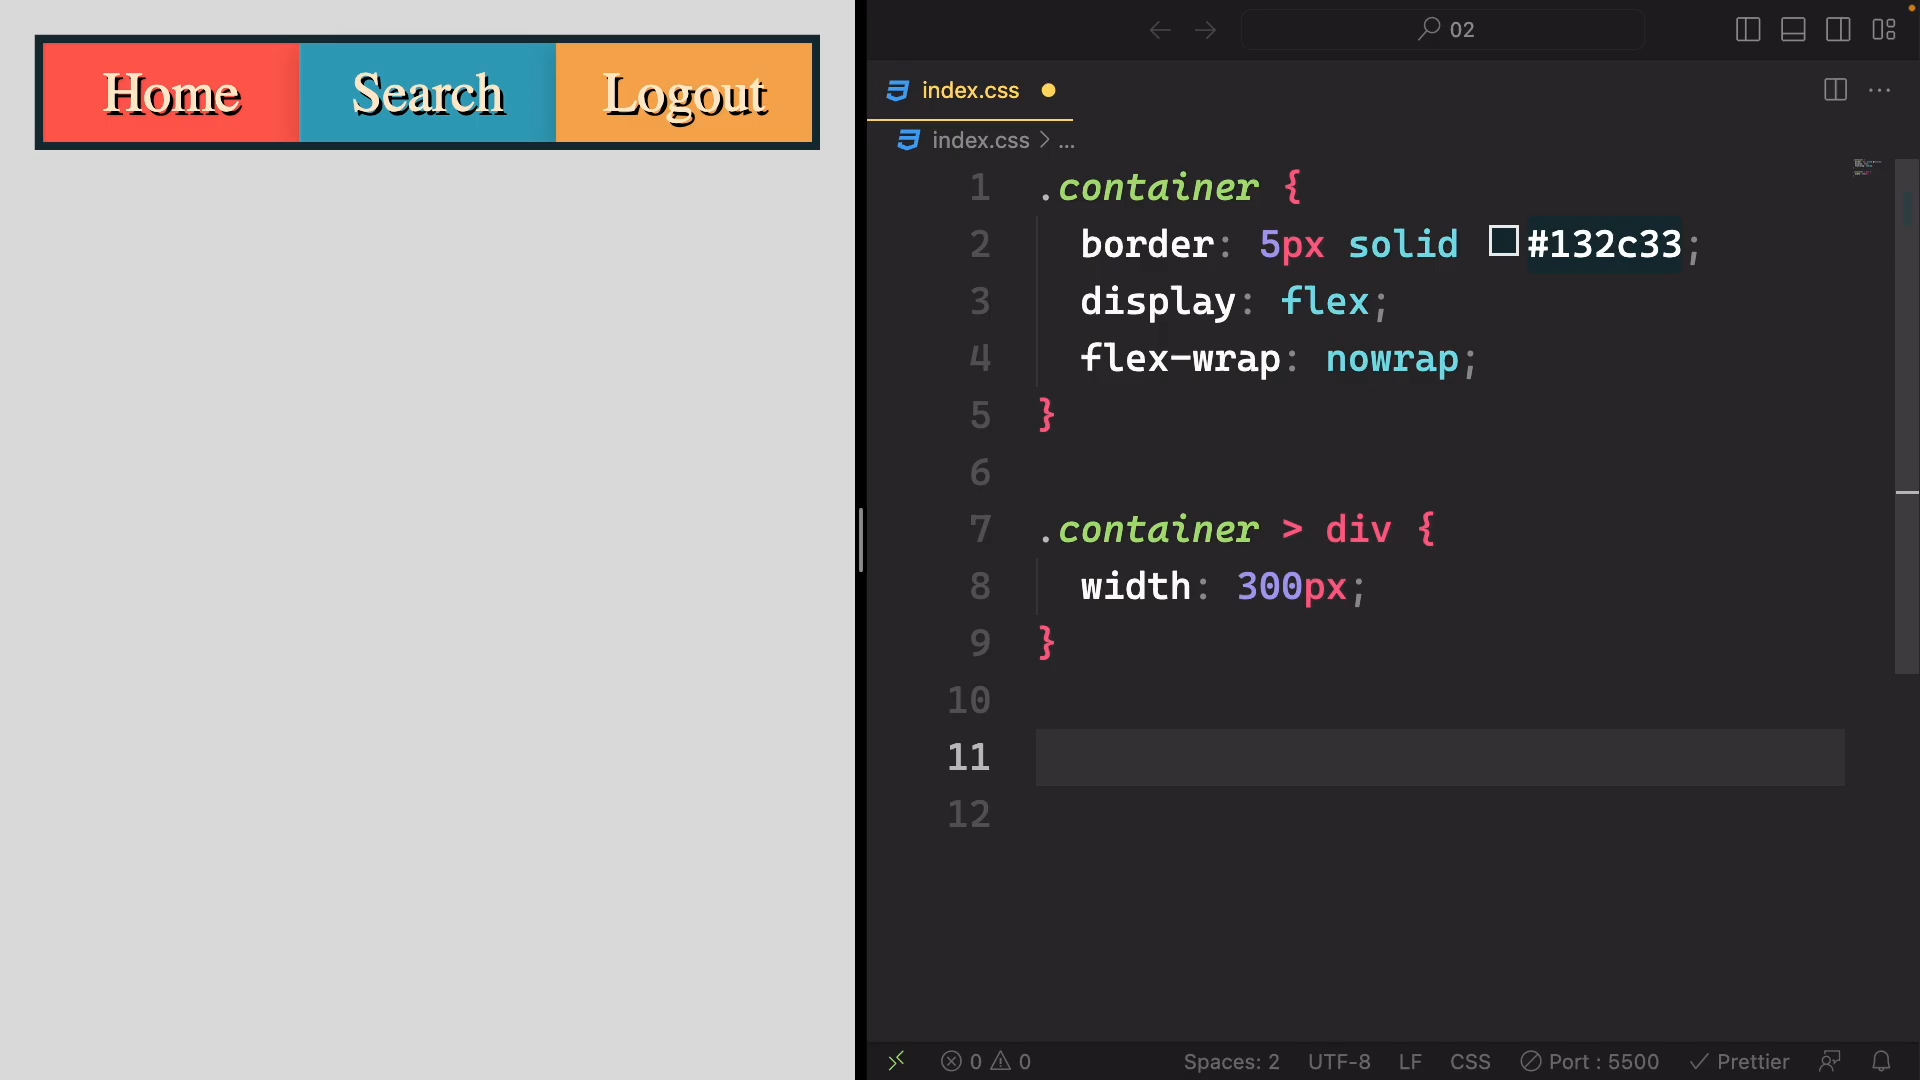 Home Search Logout
02
index.css
index.css > ...
1 .container {
2 border: 5px solid #132c33;
3 display: flex;
4 flex-wrap: nowrap;
5 }
6
7 .container > div {
8 width: 300px;
9 }
10
11
12
0 0 Spaces: 2 UTF-8 LF CSS Port : 5500 Prettier